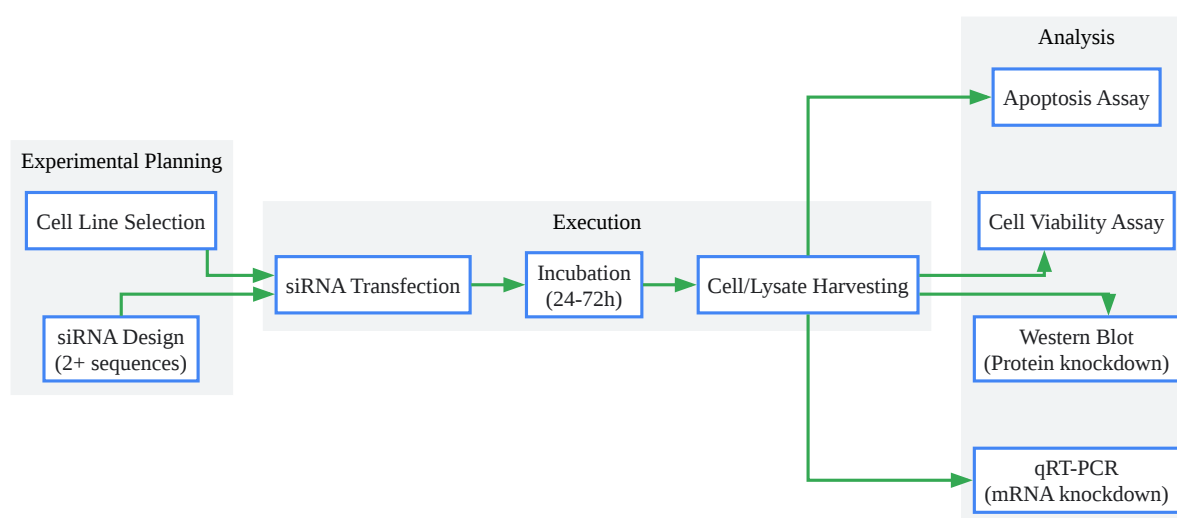 Experimental Planning
Cell Line Selection
siRNA Design
(2+ sequences)
Execution
siRNA Transfection
Incubation
(24-72h)
Cell/Lysate Harvesting
Analysis
Apoptosis Assay
Cell Viability Assay
Western Blot
(Protein knockdown)
qRT-PCR
(mRNA knockdown)